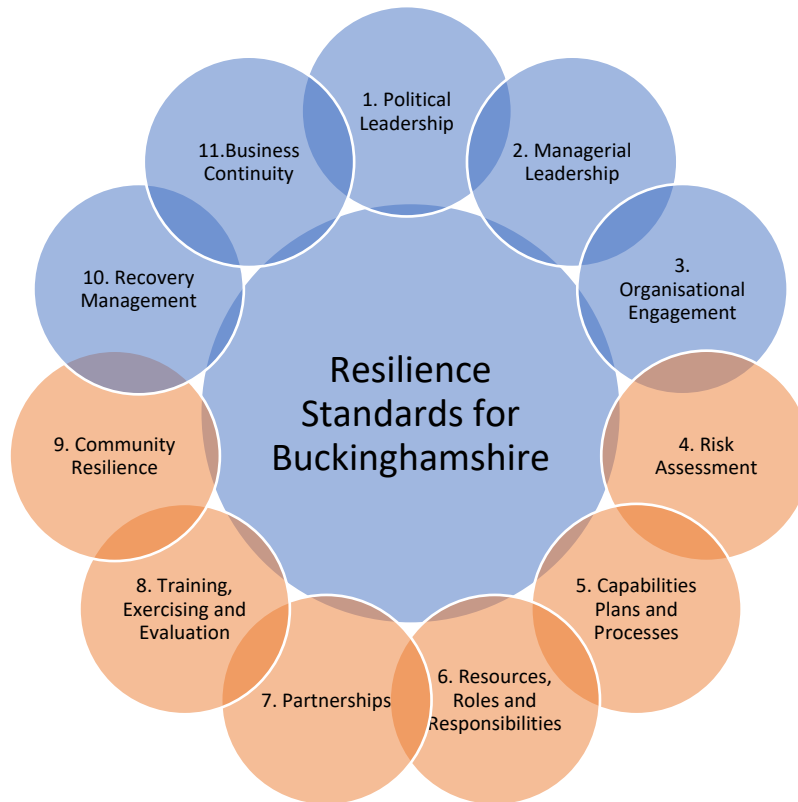 Resilience
Standards for
Buckinghamshire
1. Political
Leadership
2. Managerial
Leadership
3.
Organisational
Engagement
4. Risk
Assessment
5. Capabilities
Plans and
Processes
6. Resources,
Roles and
Responsibilities
7. Partnerships
8. Training,
Exercising and
Evaluation
9. Community
Resilience
10. Recovery
Management
11.Business
Continuity